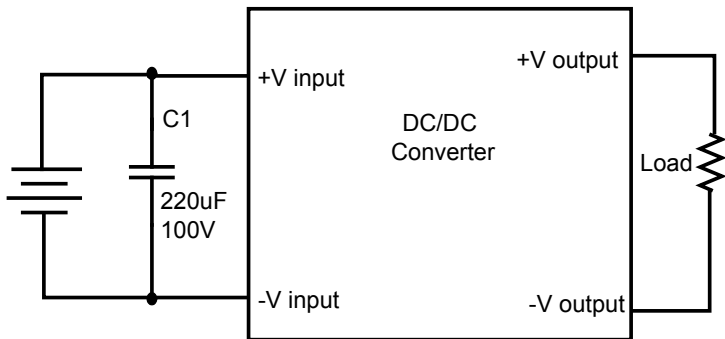 +V output
+V input
C1
DC/DC
Converter
Load
220uF
100V
-V input
-V output